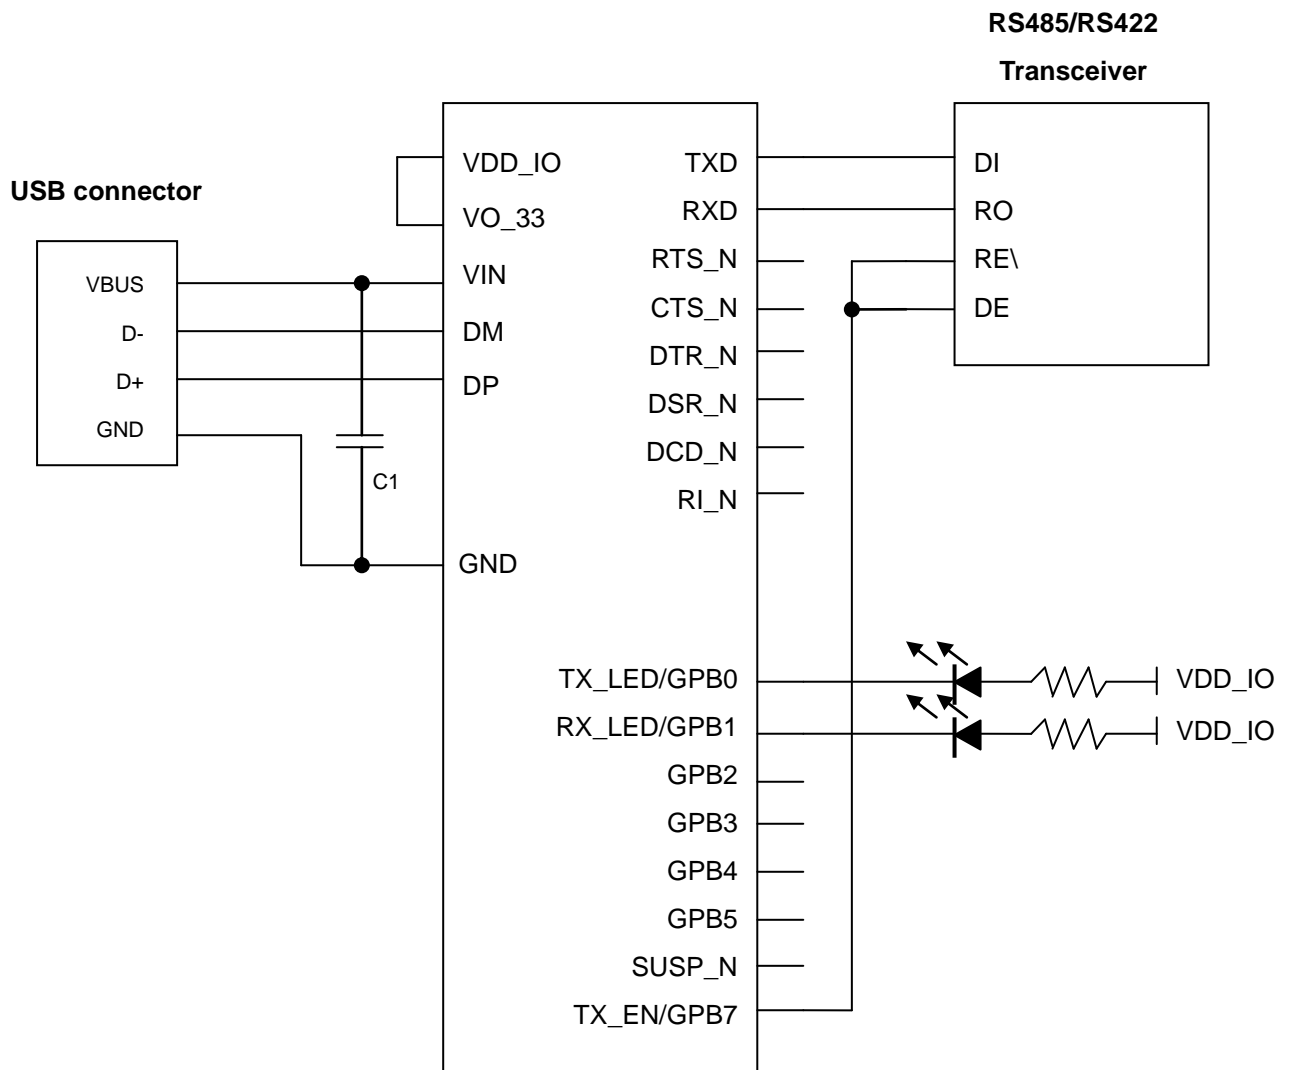 RS485/RS422
Transceiver
USB connector
VBUS
D-
D+
GND
C1
VDD_IO
VO_33
VIN
DM
DP
GND
TXD
RXD
RTS_N
CTS_N
DTR_N
DSR_N
DCD_N
RI_N
TX_LED/GPB0
RX_LED/GPB1
GPB2
GPB3
GPB4
GPB5
SUSP_N
TX_EN/GPB7
DI
RO
RE\
DE
VDD_IO
VDD_IO